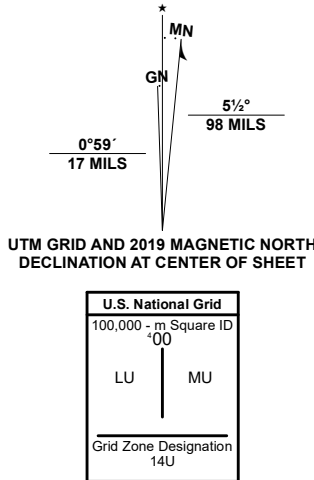 ★
MN
GN
5½°
98 MILS
0°59´
17 MILS
UTM GRID AND 2019 MAGNETIC NORTH
DECLINATION AT CENTER OF SHEET
U.S. National Grid
100,000 - m Square ID
⁴00
LU MU
Grid Zone Designation
14U